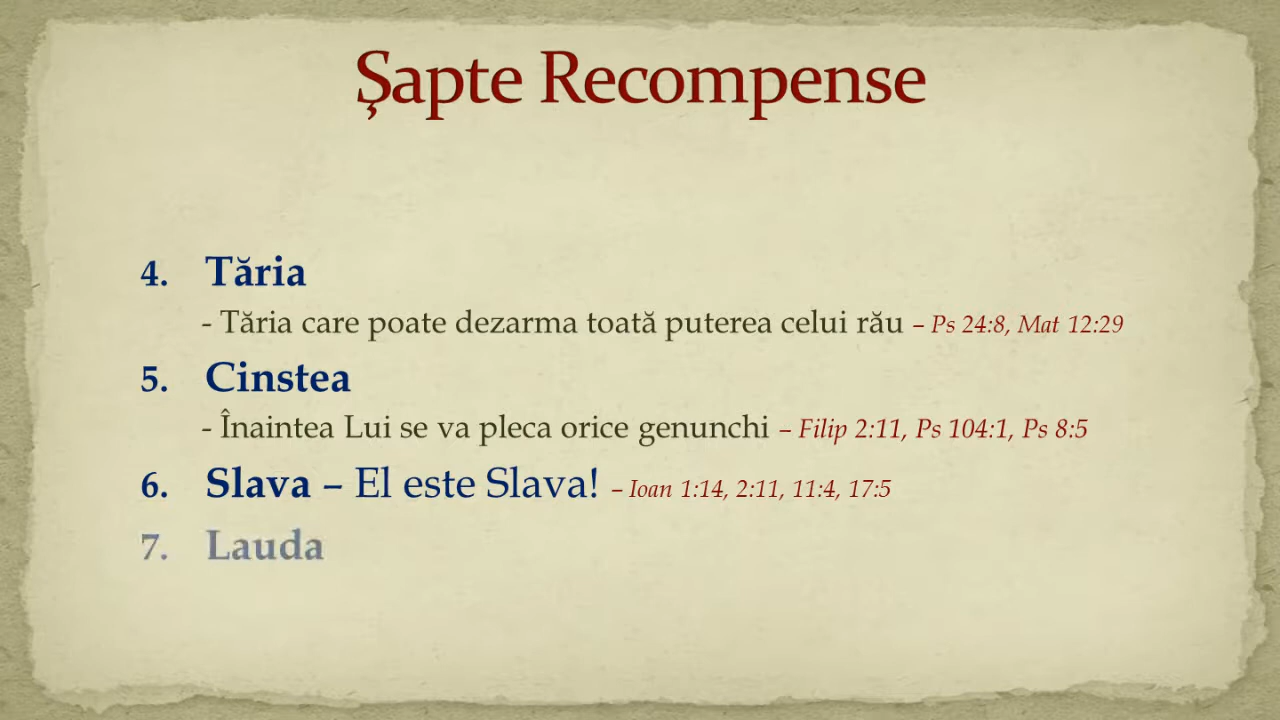 Şapte Recompense
4. Tăria
- Tăria care poate dezarma toată puterea celui rău – Ps 24:8, Mat 12:29
5. Cinstea
- Înaintea Lui se va pleca orice genunchi – Filip 2:11, Ps 104:1, Ps 8:5
6. Slava – El este Slava! – Ioan 1:14, 2:11, 11:4, 17:5
7. Lauda